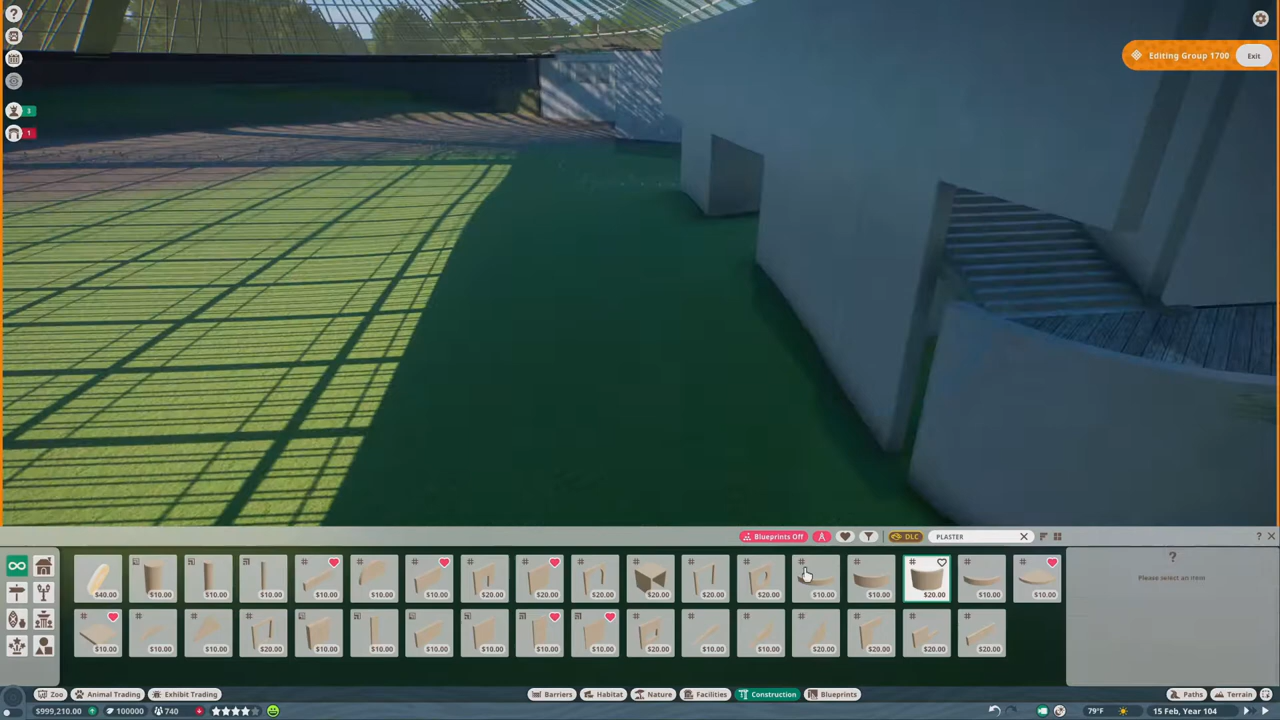 Editing Group 1700 Exit
3
1
Blueprints Off DLC PLASTER
? Please select an item
$40.00 $10.00 $10.00 $10.00 $10.00 $10.00 $10.00 $20.00 $20.00 $20.00 $20.00 $20.00 $20.00 $10.00 $10.00 $20.00 $10.00 $10.00
$10.00 $10.00 $10.00 $20.00 $10.00 $10.00 $10.00 $10.00 $10.00 $10.00 $20.00 $10.00 $10.00 $20.00 $20.00 $20.00 $10.00
Zoo Animal Trading Exhibit Trading Barriers Habitat Nature Facilities Construction Blueprints Paths Terrain
$999,210.00 100000 740 79°F 15 Feb, Year 104